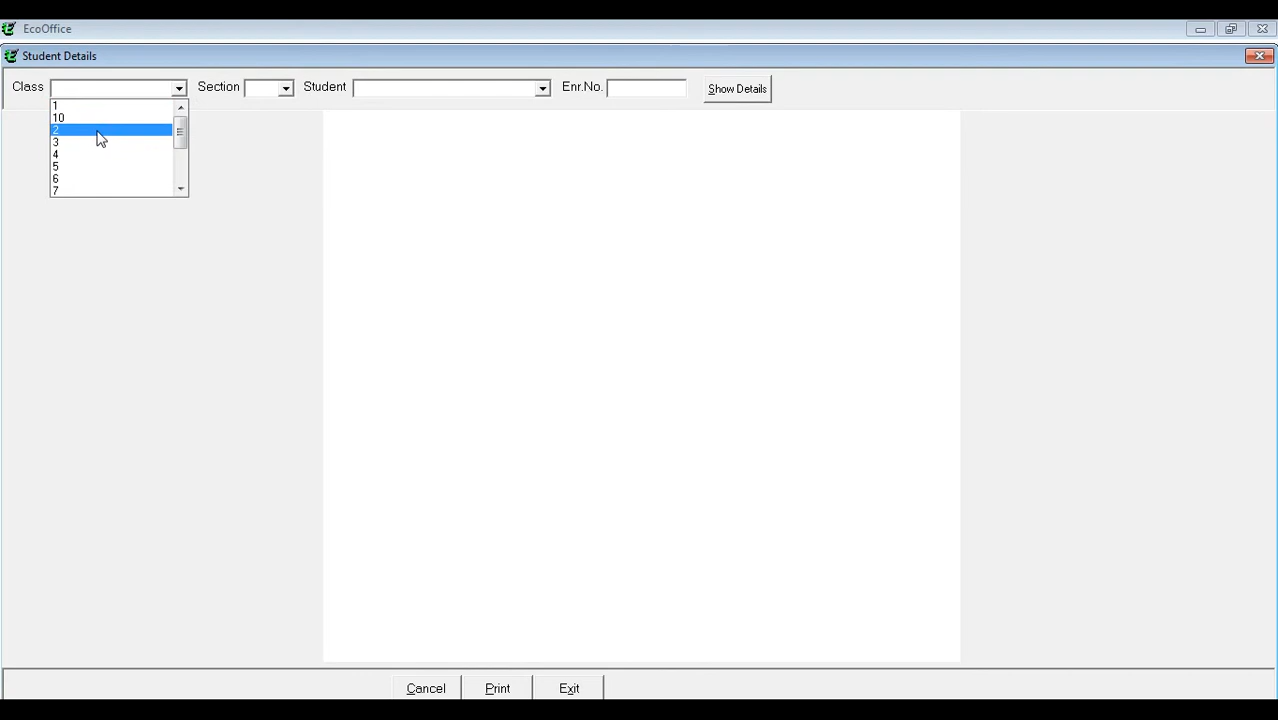 EcoOffice
Student Details
Class Section Student Enr.No. Show Details
1
10
2
3
4
5
6
7
Cancel Print Exit